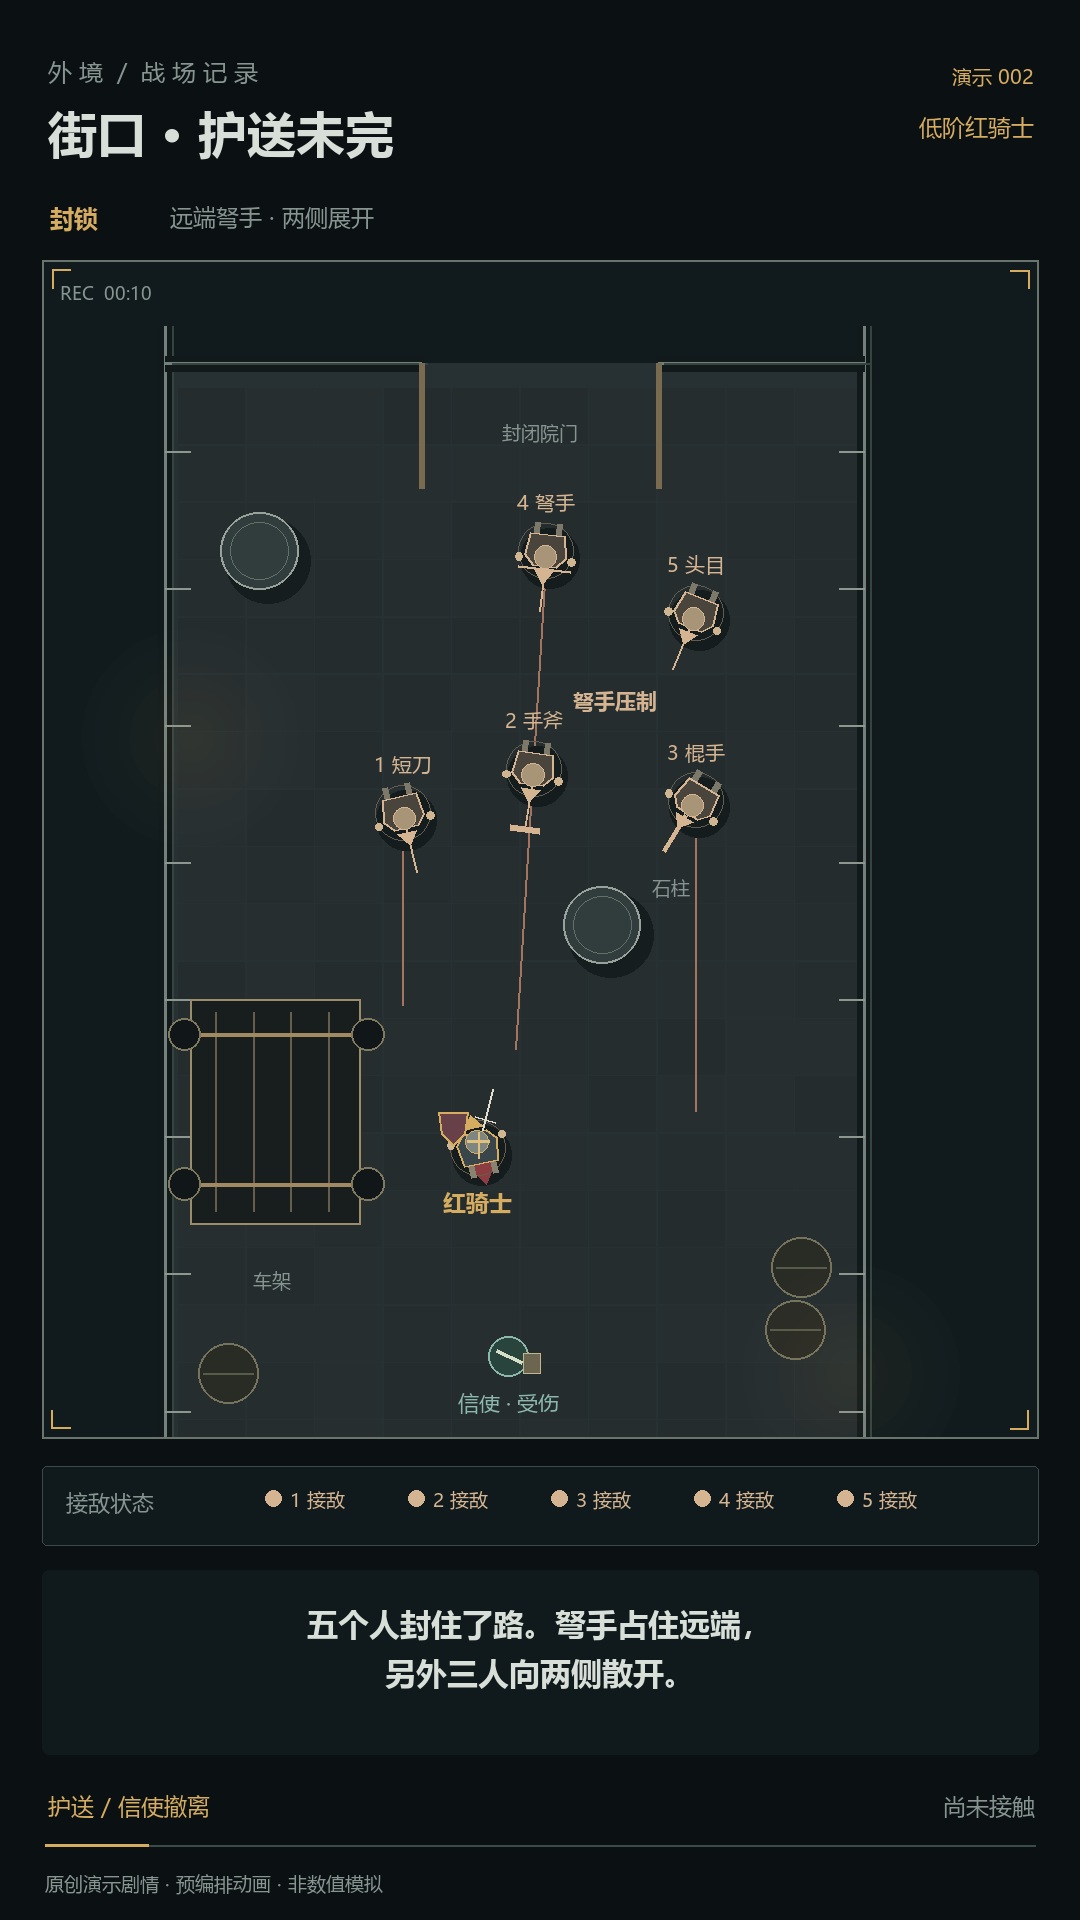 外境 / 战场记录
演示 002
街口·护送未完
低阶红骑士
封锁
远端弩手 · 两侧展开
REC 00:10
封闭院门
4 弩手
5 头目
弩手压制
2 手斧
3 棍手
1 短刀
石柱
红骑士
车架
信使 · 受伤
接敌状态
1 接敌
2 接敌
3 接敌
4 接敌
5 接敌
五个人封住了路。弩手占住远端，
另外三人向两侧散开。
护送 / 信使撤离
尚未接触
原创演示剧情 · 预编排动画 · 非数值模拟